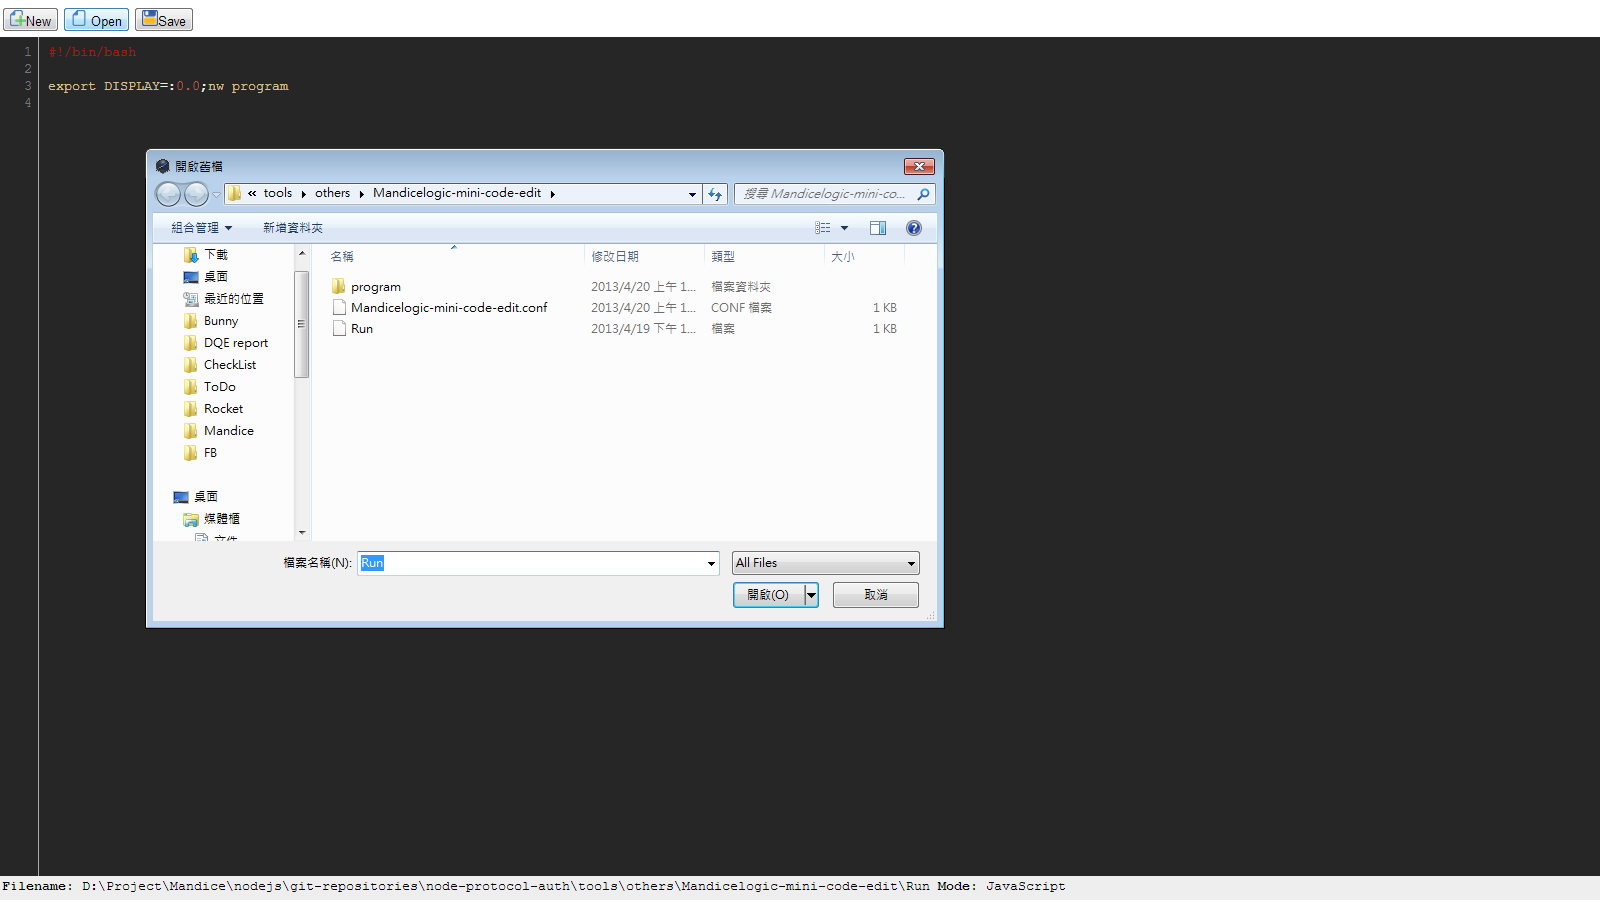 New Open Save
1 #!/bin/bash
2
3 export DISPLAY=:0.0;nw program
4
開啟舊檔
« tools others Mandicelogic-mini-code-edit
搜尋 Mandicelogic-mini-co...
組合管理 新增資料夾
名稱 修改日期 類型 大小
下載
桌面
最近的位置
Bunny
DQE report
CheckList
ToDo
Rocket
Mandice
FB
桌面
媒體櫃
文件
program 2013/4/20 上午 1... 檔案資料夾
Mandicelogic-mini-code-edit.conf 2013/4/20 上午 1... CONF 檔案 1 KB
Run 2013/4/19 下午 1... 檔案 1 KB
檔案名稱(N): Run All Files
開啟(O) 取消
Filename: D:\Project\Mandice\nodejs\git-repositories\node-protocol-auth\tools\others\Mandicelogic-mini-code-edit\Run Mode: JavaScript